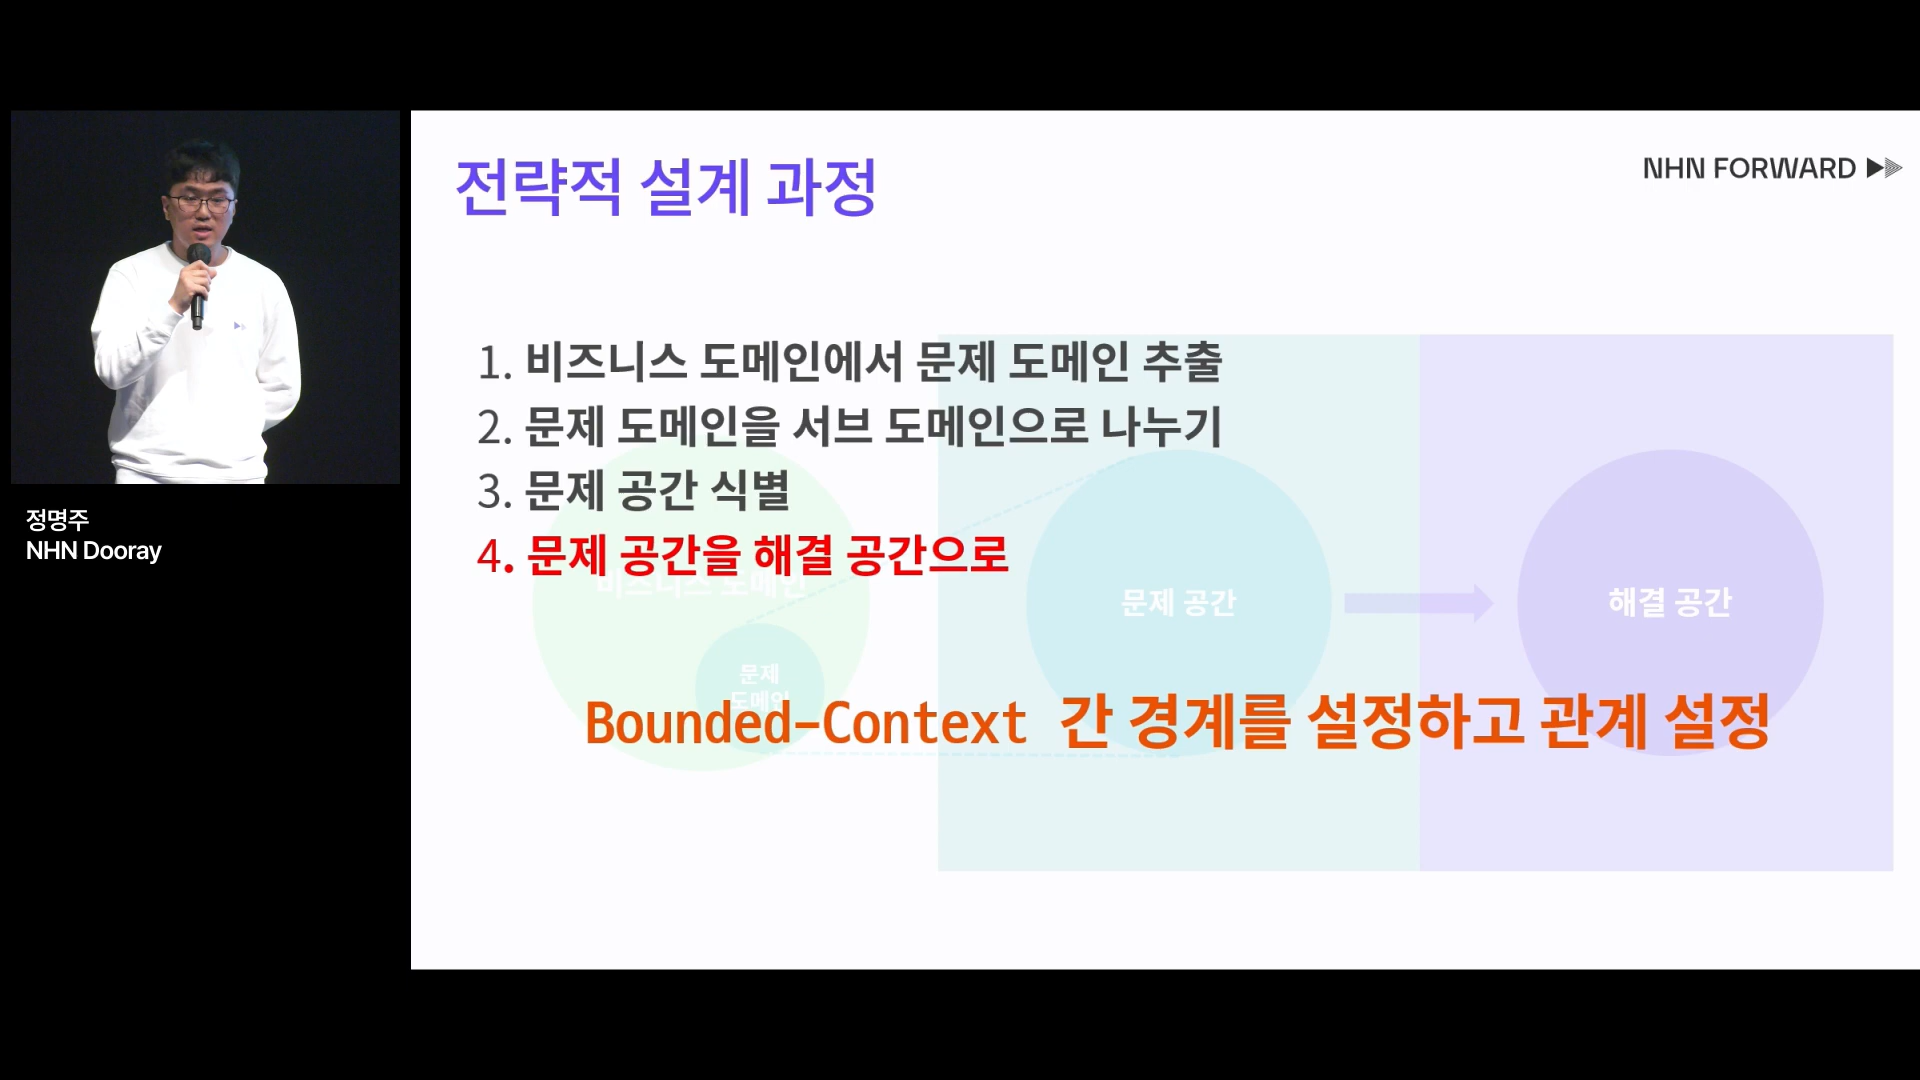 전략적 설계 과정
NHN FORWARD
1. 비즈니스 도메인에서 문제 도메인 추출
2. 문제 도메인을 서브 도메인으로 나누기
3. 문제 공간 식별
4. 문제 공간을 해결 공간으로
비즈니스 도메인
문제
도메인
문제 공간
해결 공간
Bounded-Context 간 경계를 설정하고 관계 설정
정명주
NHN Dooray